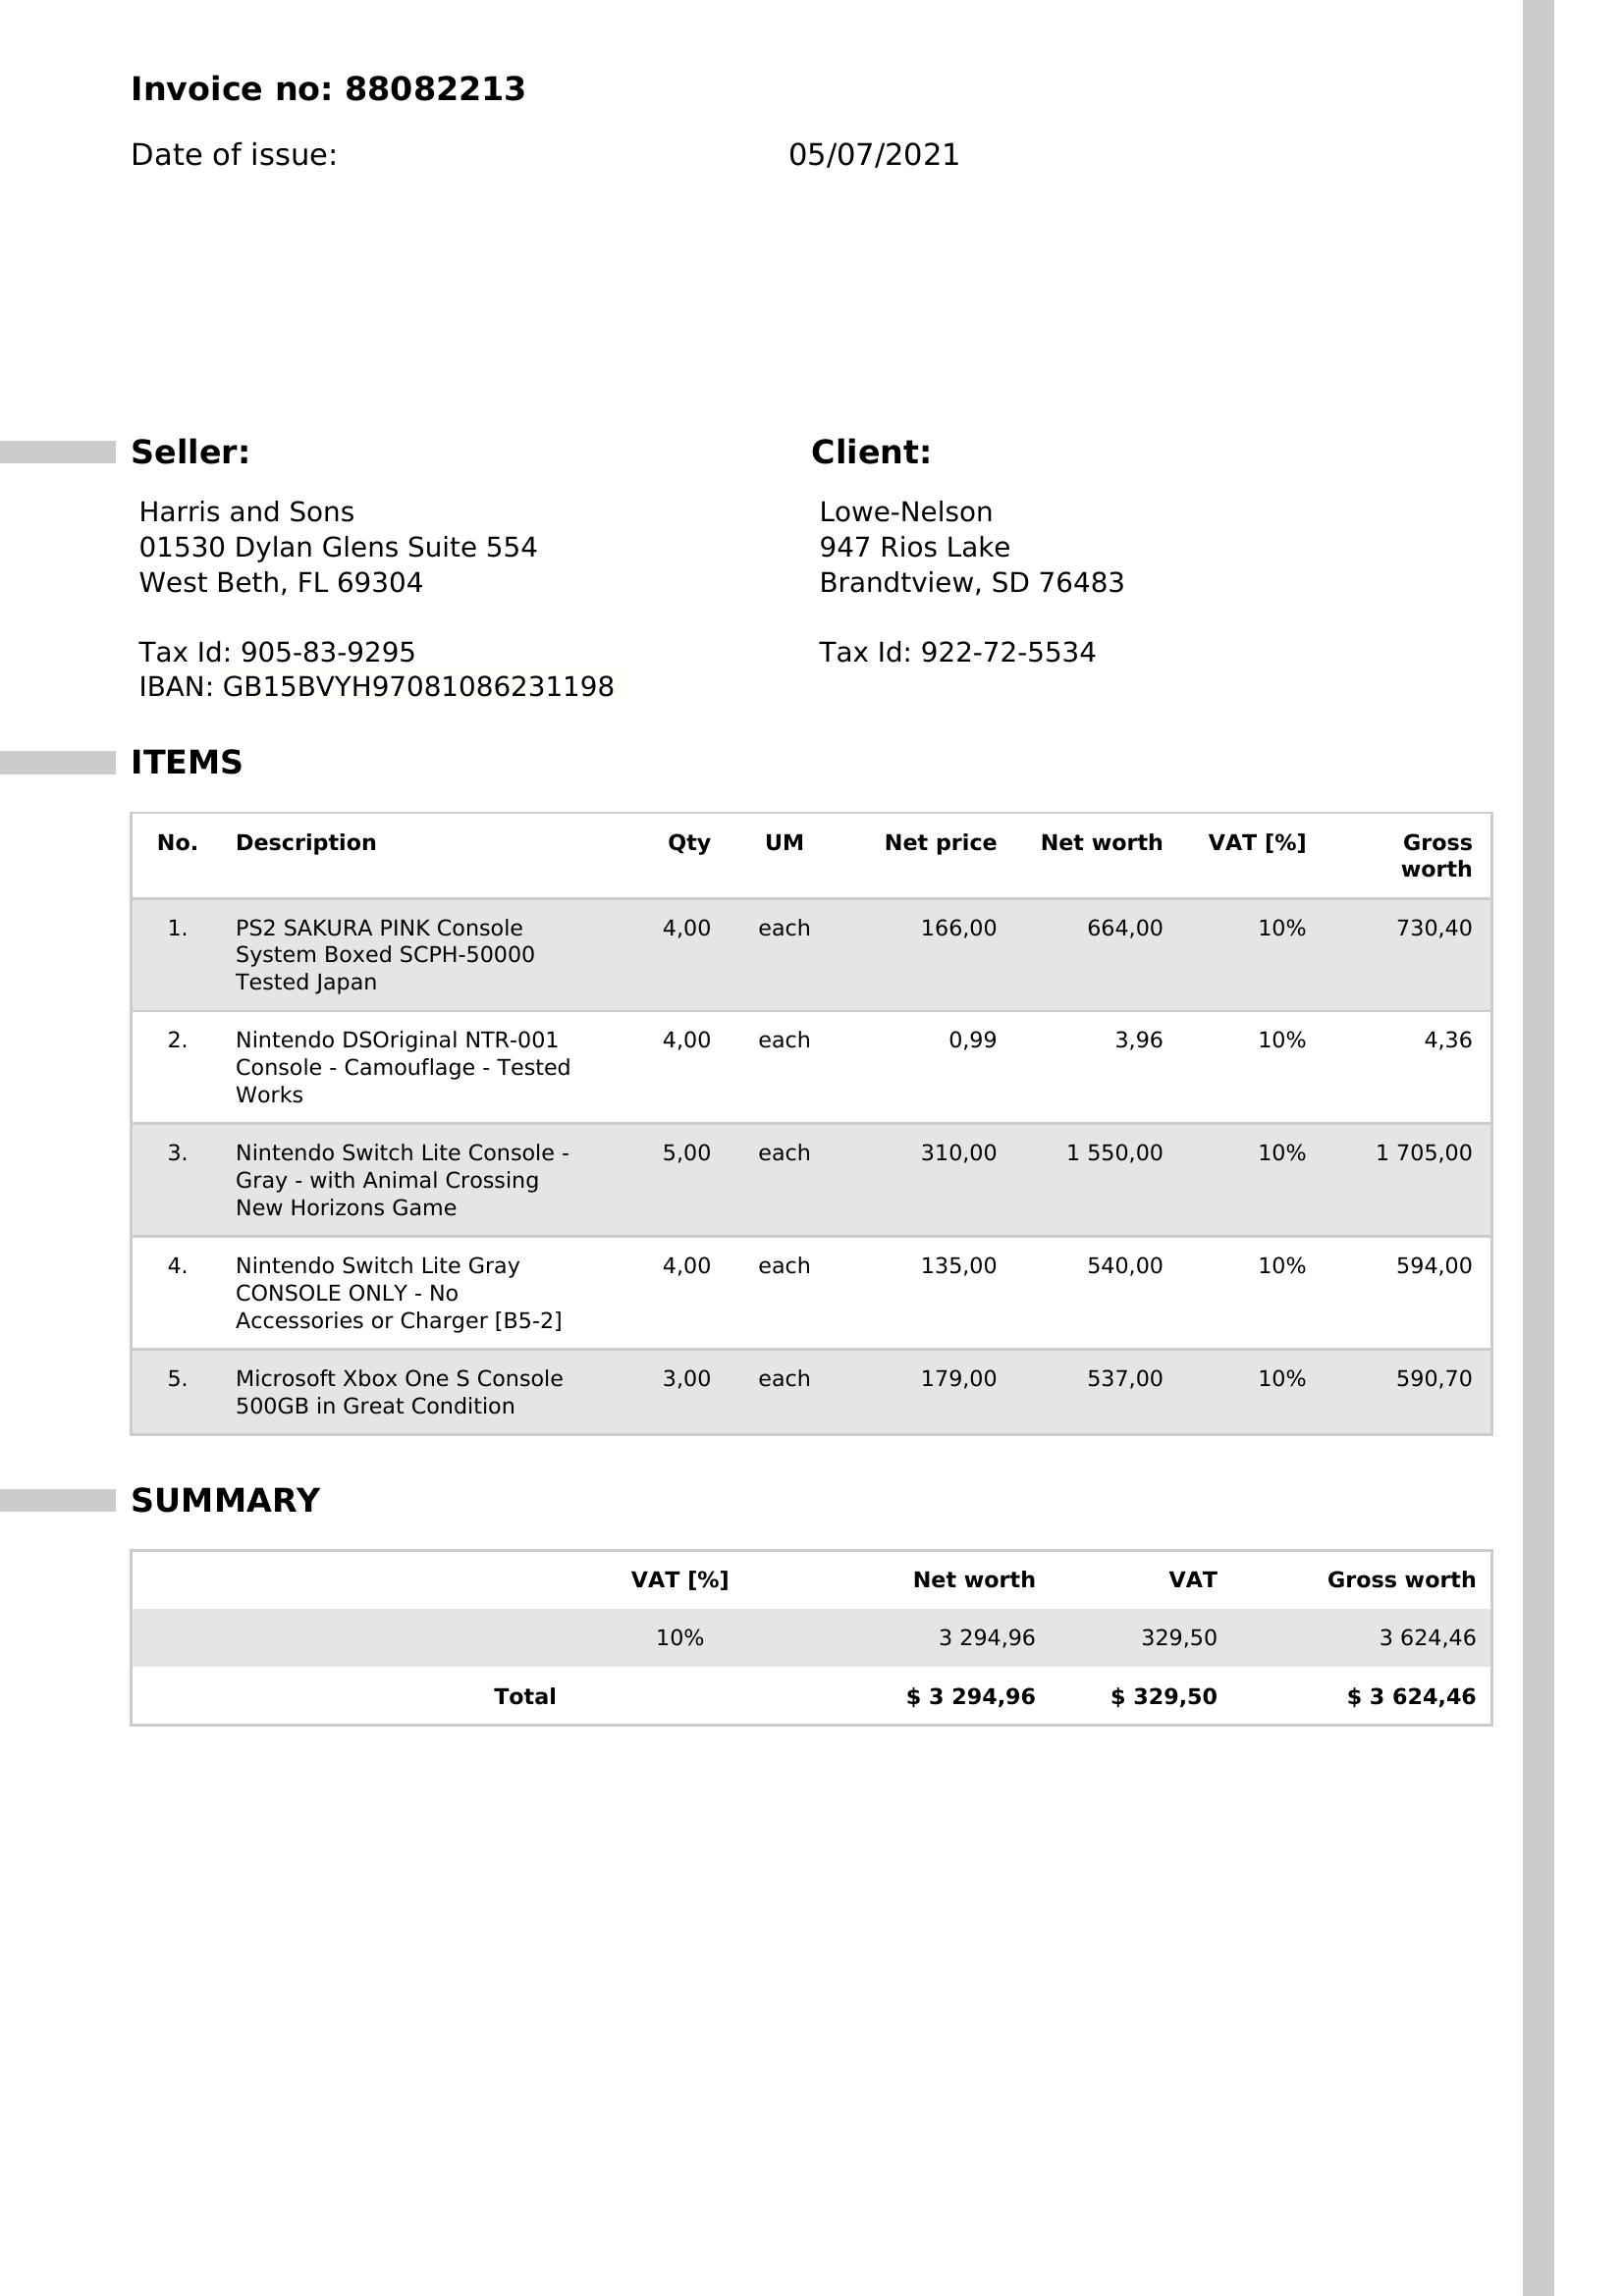 Invoice no: 88082213
Date of issue: 05/07/2021
Seller: Client:
Harris and Sons Lowe-Nelson
01530 Dylan Glens Suite 554 947 Rios Lake
West Beth, FL 69304 Brandtview, SD 76483
Tax Id: 905-83-9295 Tax Id: 922-72-5534
IBAN: GB15BVYH97081086231198
ITEMS
No. Description Qty UM Net price Net worth VAT [%] Gross
worth
1. PS2 SAKURA PINK Console 4,00 each 166,00 664,00 10% 730,40
System Boxed SCPH-50000
Tested Japan
2. Nintendo DSOriginal NTR-001 4,00 each 0,99 3,96 10% 4,36
Console - Camouflage - Tested
Works
3. Nintendo Switch Lite Console - 5,00 each 310,00 1 550,00 10% 1 705,00
Gray - with Animal Crossing
New Horizons Game
4. Nintendo Switch Lite Gray 4,00 each 135,00 540,00 10% 594,00
CONSOLE ONLY - No
Accessories or Charger [B5-2]
5. Microsoft Xbox One S Console 3,00 each 179,00 537,00 10% 590,70
500GB in Great Condition
SUMMARY
VAT [%] Net worth VAT Gross worth
10% 3 294,96 329,50 3 624,46
Total $ 3 294,96 $ 329,50 $ 3 624,46